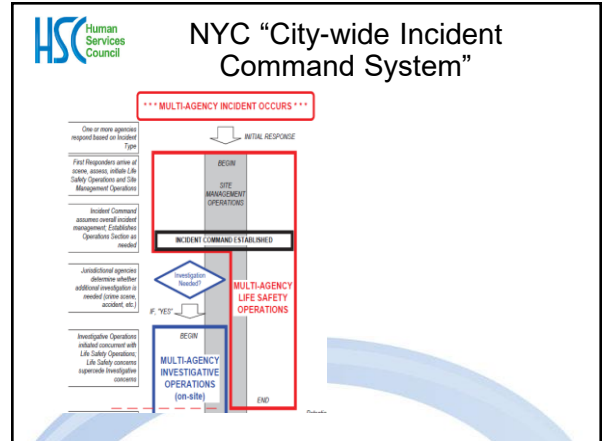 HSC Human
Services
Council
NYC “City-wide Incident
Command System”
* * * MULTI-AGENCY INCIDENT OCCURS * * *
One or more agencies
respond based on Incident
Type
INITIAL RESPONSE
First Responders arrive at
scene, assess, initiate Life
Safety Operations and Site
Management Operations
BEGIN
SITE
MANAGEMENT
OPERATIONS
Incident Command
assumes overall incident
management; Establishes
Operations Section as
needed
INCIDENT COMMAND ESTABLISHED
Jurisdictional agencies
determine whether
additional investigation is
needed (crime scene,
accident, etc.)
Investigation
Needed?
IF, "YES"
MULTI-AGENCY
LIFE SAFETY
OPERATIONS
Investigative Operations
initiated concurrent with
Life Safety Operations;
Life Safety concerns
supercede Investigative
concerns
BEGIN
MULTI-AGENCY
INVESTIGATIVE
OPERATIONS
(on-site)
END